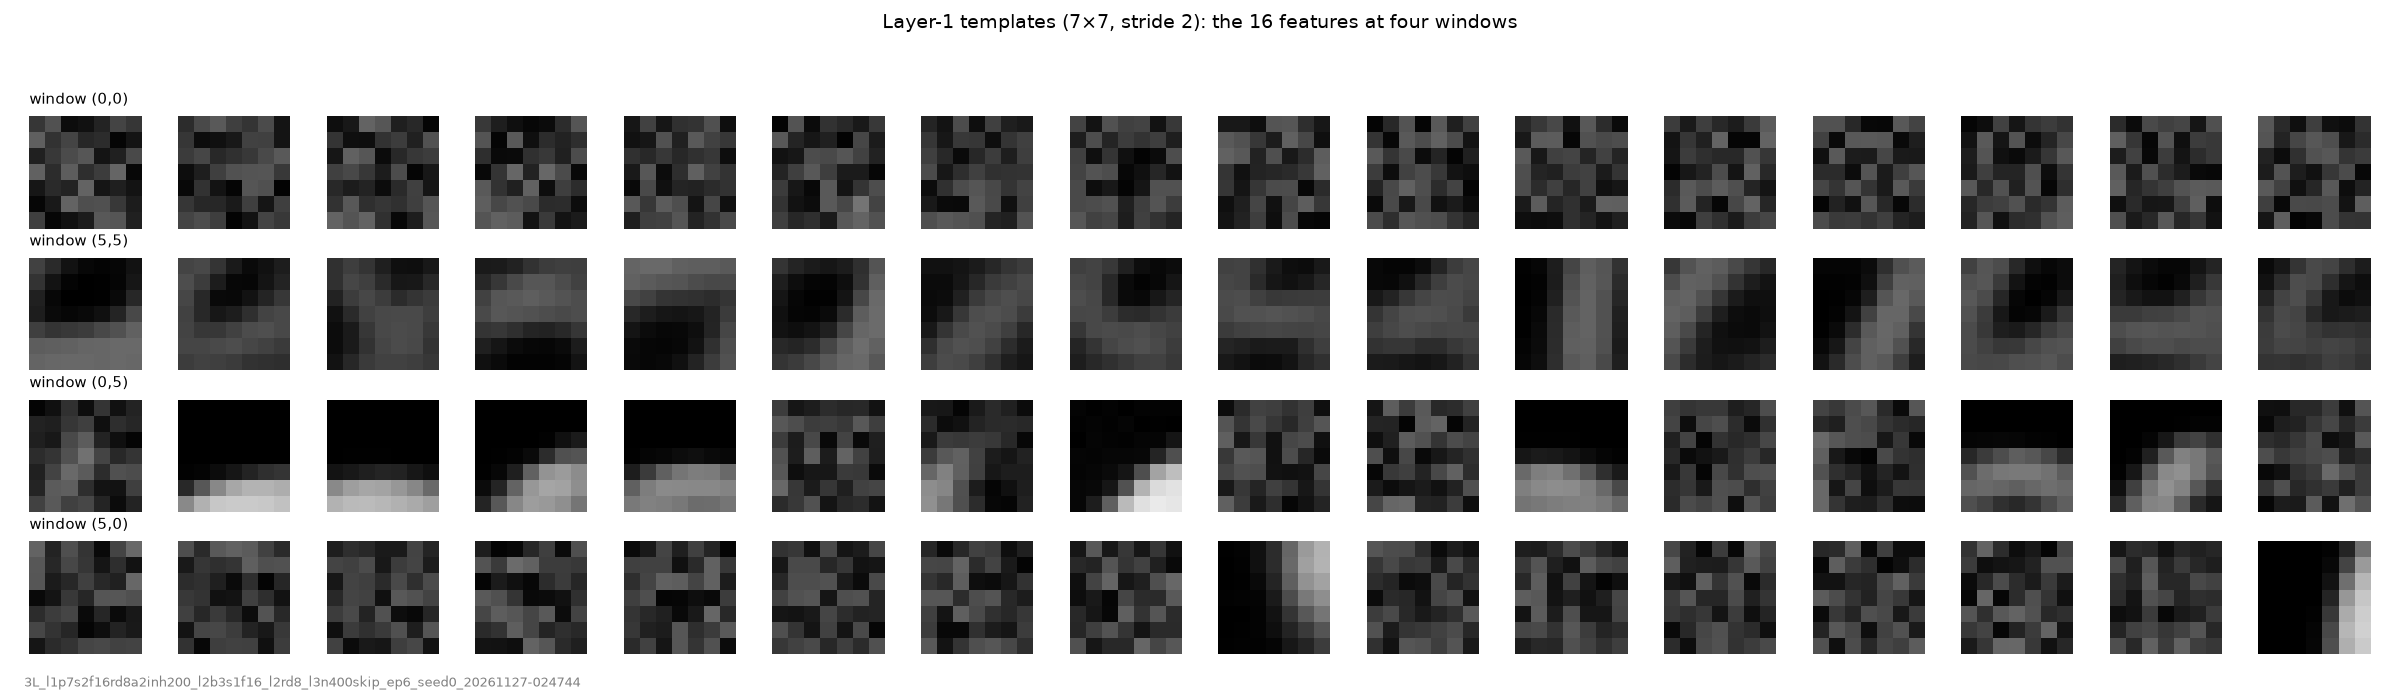 Layer-1 templates (7×7, stride 2): the 16 features at four windows
window (0,0)
window (5,5)
window (0,5)
window (5,0)
3L_l1p7s2f16rd8a2inh200_l2b3s1f16_l2rd8_l3n400skip_ep6_seed0_20261127-024744